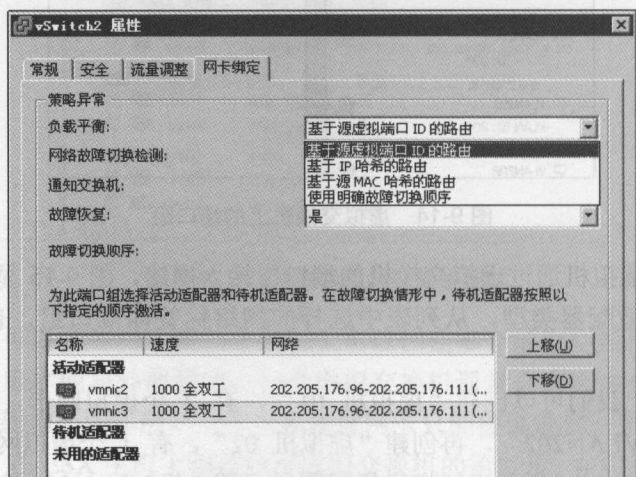 vSwitch2 属性
常规 安全 流量调整 网卡绑定
策略异常
负载平衡: 基于源虚拟端口 ID 的路由
网络故障切换检测: 基于源虚拟端口 ID 的路由
基于 IP 哈希的路由
通知交换机: 基于源 MAC 哈希的路由
使用明确故障切换顺序
故障恢复: 是
故障切换顺序:
为此端口组选择活动适配器和待机适配器。在故障切换情形中，待机适配器按照以
下指定的顺序激活。
名称 速度 网络
上移(U)
活动适配器
下移(D)
vmnic2 1000 全双工 202.205.176.96-202.205.176.111 (...
vmnic3 1000 全双工 202.205.176.96-202.205.176.111 (...
待机适配器
未用的适配器